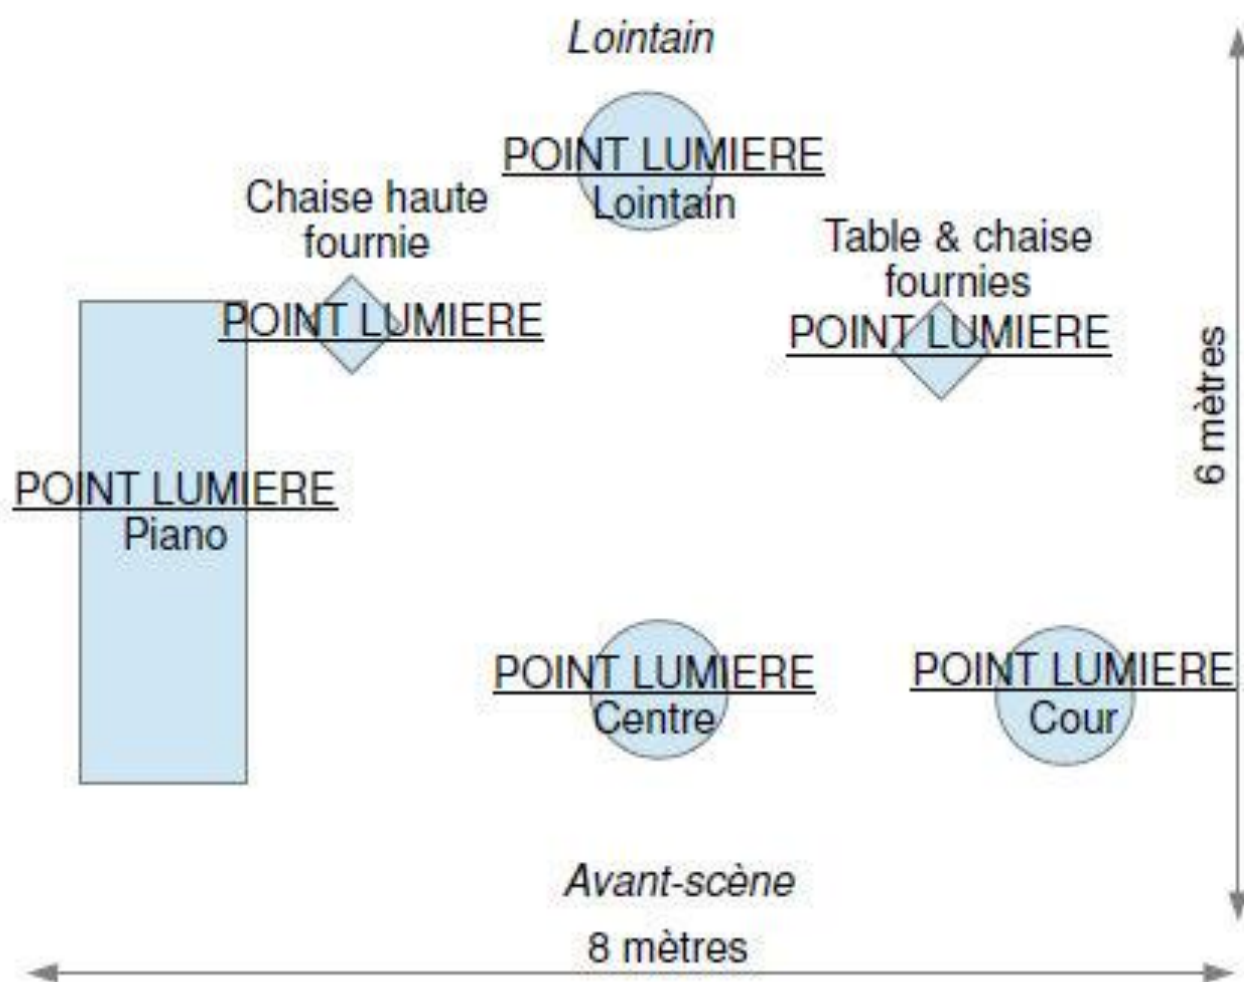 Lointain
POINT LUMIERE
Lointain
Chaise haute
fournie
POINT LUMIERE
Table & chaise
fournies
POINT LUMIERE
6 mètres
POINT LUMIERE
Piano
POINT LUMIERE
Centre
POINT LUMIERE
Cour
Avant-scène
8 mètres